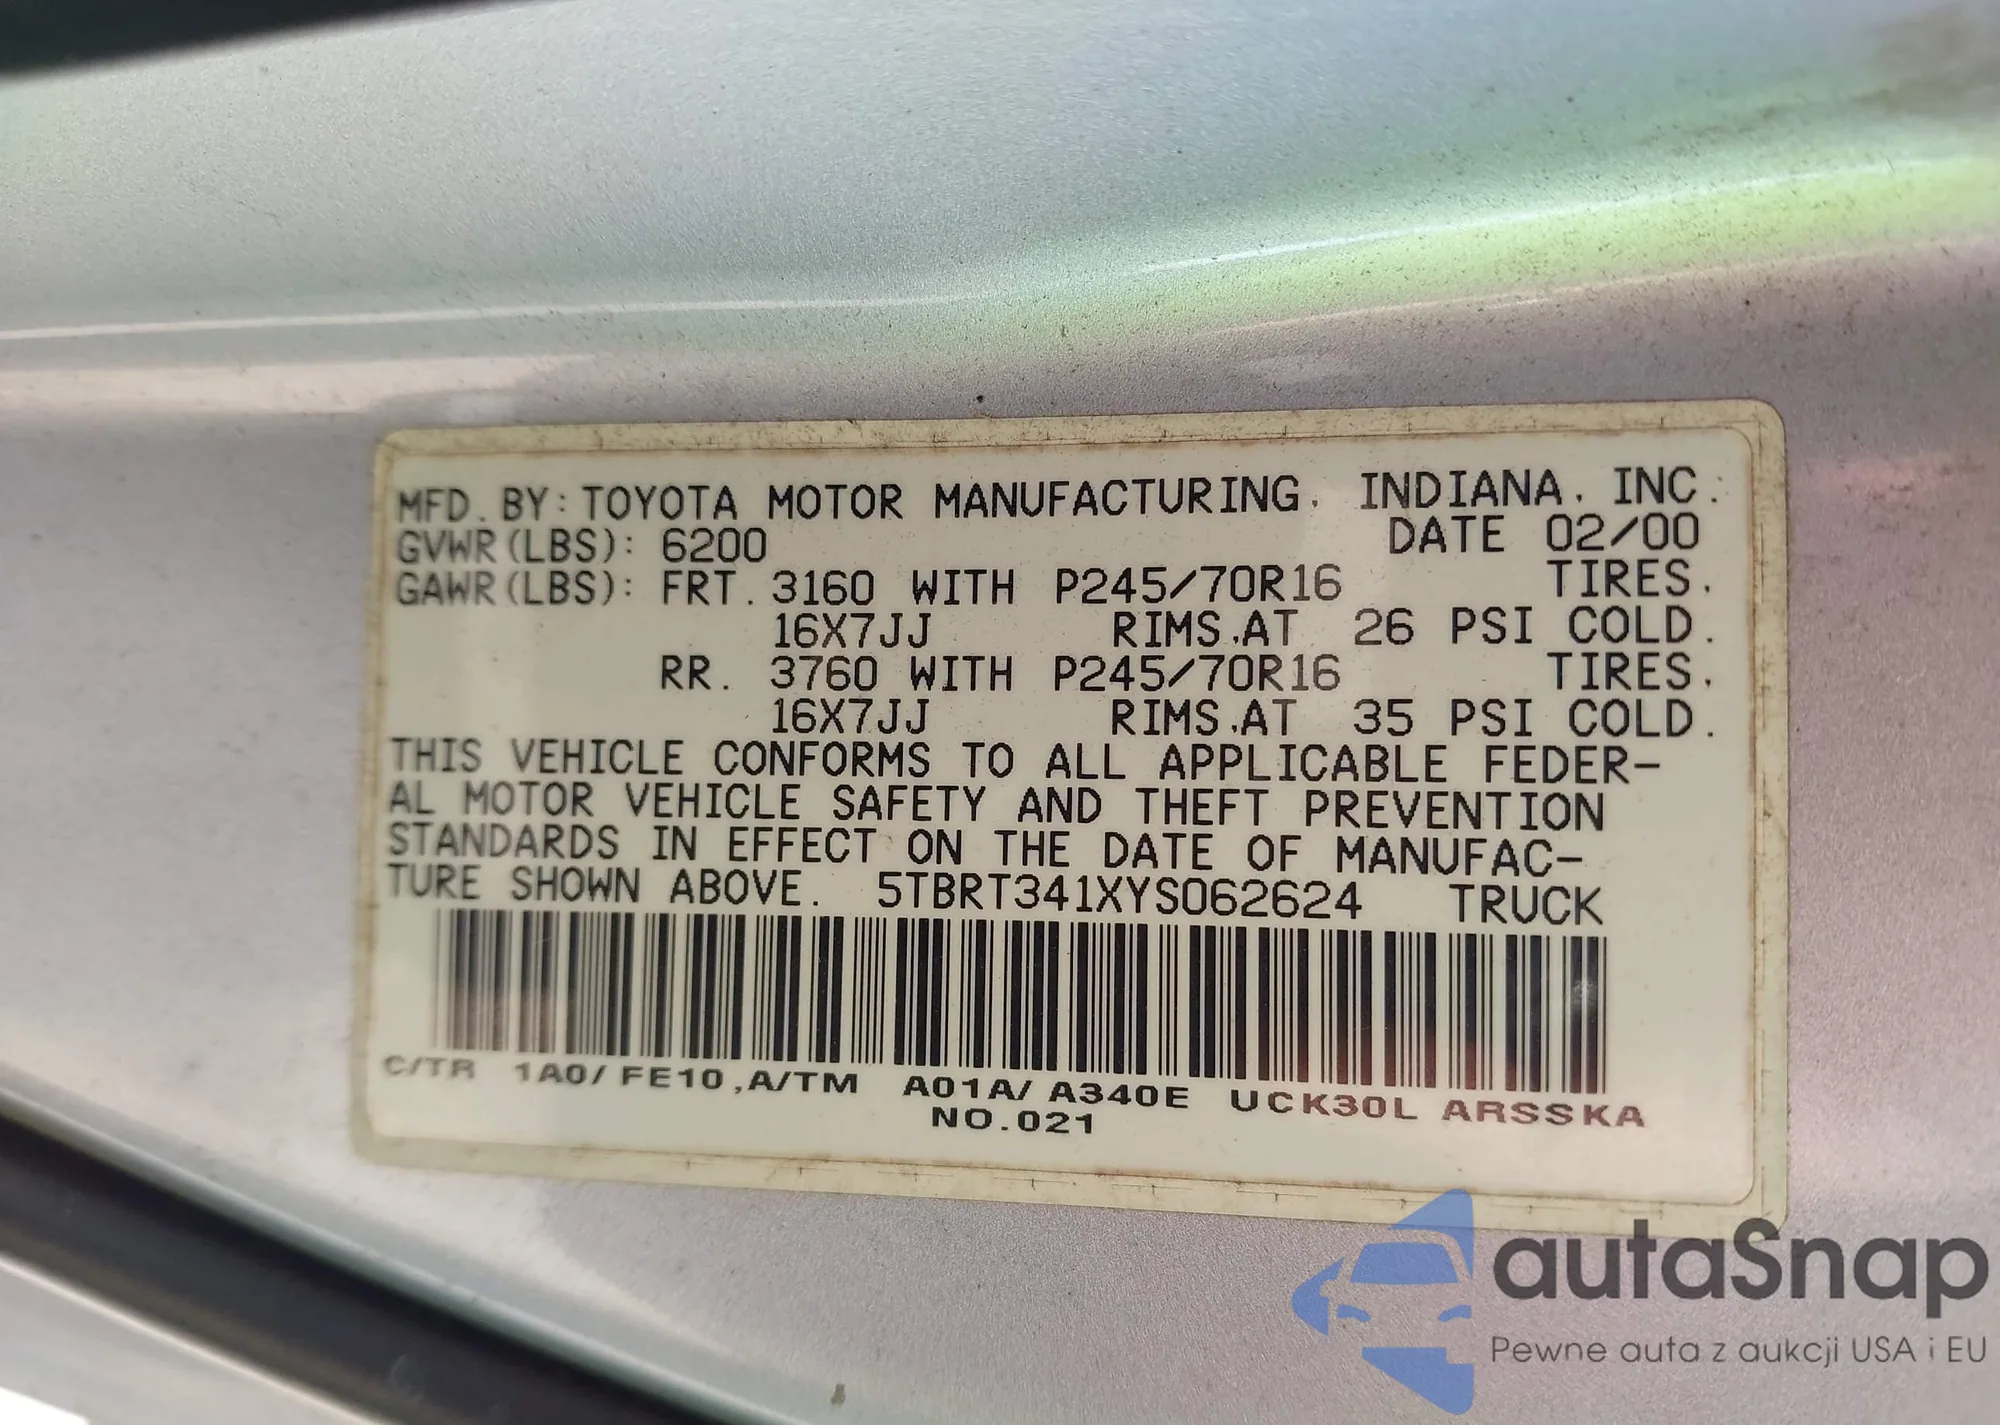 MFD. BY: TOYOTA MOTOR MANUFACTURING, INDIANA, INC.
GVWR(LBS): 6200 DATE 02/00
GAWR(LBS): FRT. 3160 WITH P245/70R16 TIRES,
16X7JJ RIMS,AT 26 PSI COLD.
RR. 3760 WITH P245/70R16 TIRES,
16X7JJ RIMS,AT 35 PSI COLD.
THIS VEHICLE CONFORMS TO ALL APPLICABLE FEDER-
AL MOTOR VEHICLE SAFETY AND THEFT PREVENTION
STANDARDS IN EFFECT ON THE DATE OF MANUFAC-
TURE SHOWN ABOVE. 5TBRT341XYS062624 TRUCK
C/TR 1A0/FE10,A/TM A01A/A340E UCK30L ARSSKA
NO.021
autaSnap
Pewne auta z aukcji USA i EU